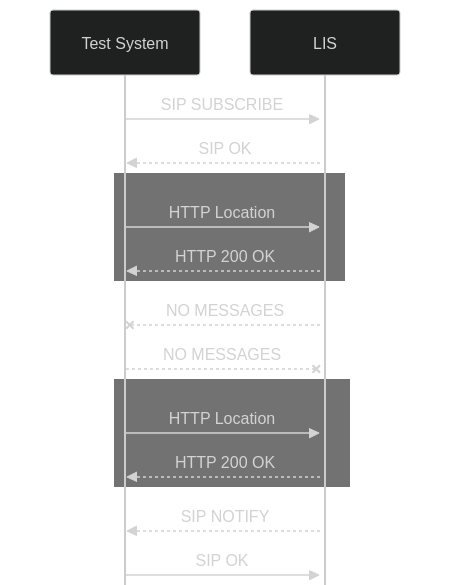 Test System
LIS
SIP SUBSCRIBE
SIP OK
HTTP Location
HTTP 200 OK
NO MESSAGES
NO MESSAGES
HTTP Location
HTTP 200 OK
SIP NOTIFY
SIP OK